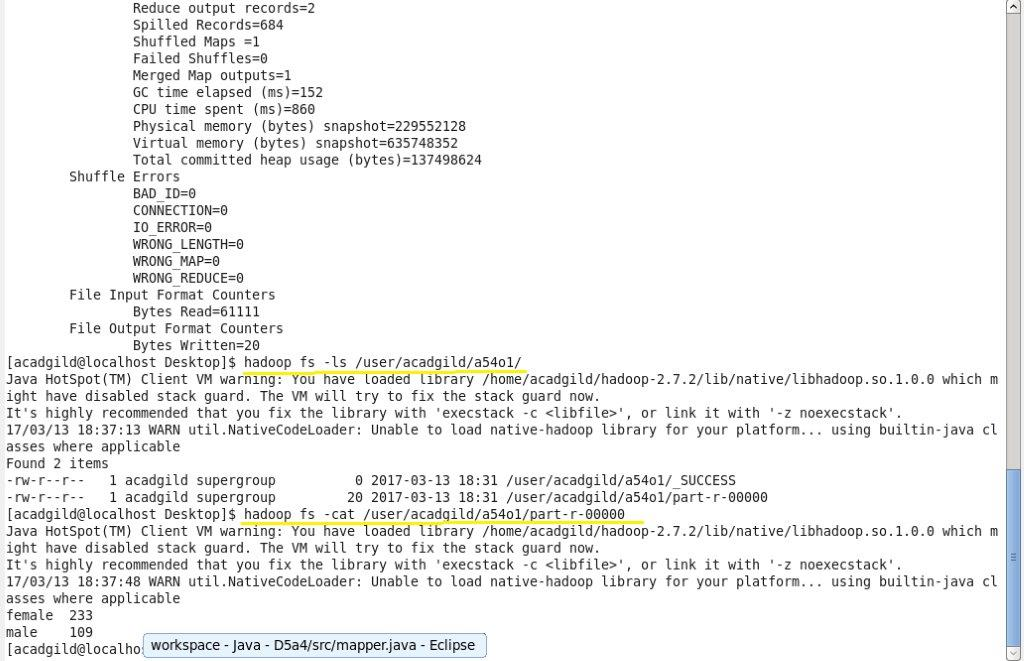 Reduce output records=2
Spilled Records=684
Shuffled Maps =1
Failed Shuffles=0
Merged Map outputs=1
GC time elapsed (ms)=152
CPU time spent (ms)=860
Physical memory (bytes) snapshot=229552128
Virtual memory (bytes) snapshot=635748352
Total committed heap usage (bytes)=137498624
Shuffle Errors
BAD_ID=0
CONNECTION=0
IO_ERROR=0
WRONG_LENGTH=0
WRONG_MAP=0
WRONG_REDUCE=0
File Input Format Counters
Bytes Read=61111
File Output Format Counters
Bytes Written=20
[acadgild@localhost Desktop]$ hadoop fs -ls /user/acadgild/a54o1/
Java HotSpot(TM) Client VM warning: You have loaded library /home/acadgild/hadoop-2.7.2/lib/native/libhadoop.so.1.0.0 which m
ight have disabled stack guard. The VM will try to fix the stack guard now.
It's highly recommended that you fix the library with 'execstack -c <libfile>', or link it with '-z noexecstack'.
17/03/13 18:37:13 WARN util.NativeCodeLoader: Unable to load native-hadoop library for your platform... using builtin-java cl
asses where applicable
Found 2 items
-rw-r--r--   1 acadgild supergroup          0 2017-03-13 18:31 /user/acadgild/a54o1/_SUCCESS
-rw-r--r--   1 acadgild supergroup         20 2017-03-13 18:31 /user/acadgild/a54o1/part-r-00000
[acadgild@localhost Desktop]$ hadoop fs -cat /user/acadgild/a54o1/part-r-00000
Java HotSpot(TM) Client VM warning: You have loaded library /home/acadgild/hadoop-2.7.2/lib/native/libhadoop.so.1.0.0 which m
ight have disabled stack guard. The VM will try to fix the stack guard now.
It's highly recommended that you fix the library with 'execstack -c <libfile>', or link it with '-z noexecstack'.
17/03/13 18:37:48 WARN util.NativeCodeLoader: Unable to load native-hadoop library for your platform... using builtin-java cl
asses where applicable
female  233
male    109
[acadgild@localhos
workspace - Java - D5a4/src/mapper.java - Eclipse